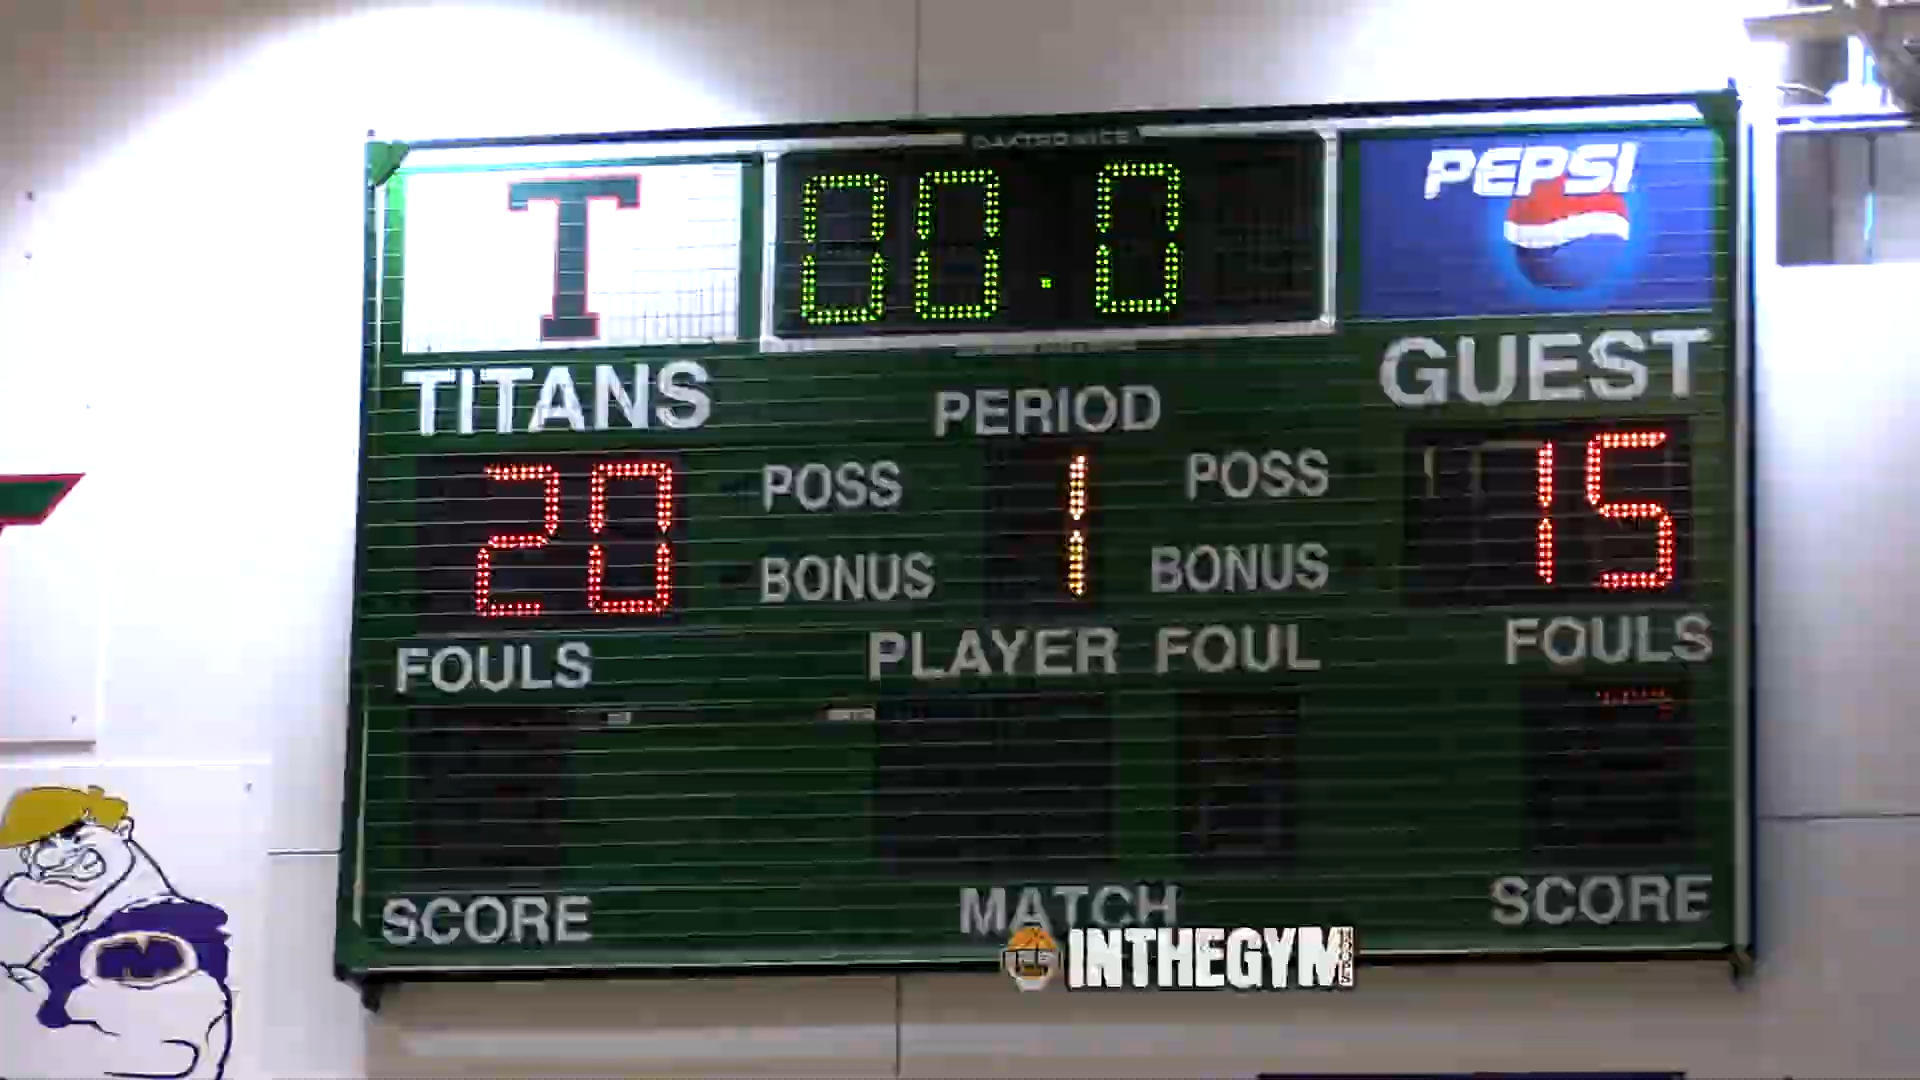 DAKTRONICS
T
00.0
PEPSI
TITANS
PERIOD
GUEST
20
POSS
1
POSS
15
BONUS
BONUS
FOULS
PLAYER FOUL
FOULS
SCORE
MATCH
SCORE
INTHEGYM
M